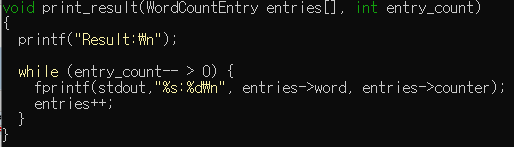 void print_result(WordCountEntry entries[], int entry_count)
{
  printf("Result:₩n");

  while (entry_count-- > 0) {
    fprintf(stdout,"%s:%d₩n", entries->word, entries->counter);
    entries++;
  }
}